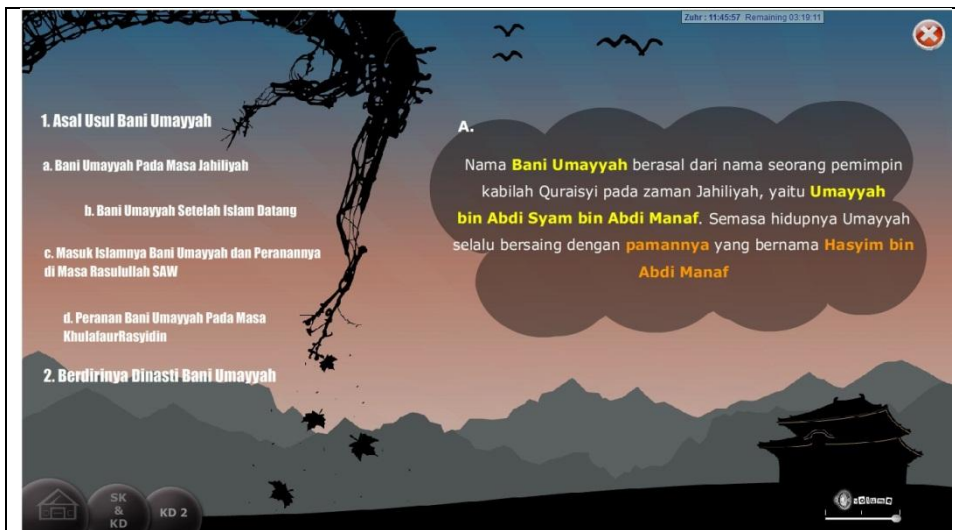 Zuhr : 11:45:57 Remaining 03:19:11
1. Asal Usul Bani Umayyah
a. Bani Umayyah Pada Masa Jahiliyah
b. Bani Umayyah Setelah Islam Datang
c. Masuk Islamnya Bani Umayyah dan Peranannya
di Masa Rasulullah SAW
d. Peranan Bani Umayyah Pada Masa
KhulafaurRasyidin
2. Berdirinya Dinasti Bani Umayyah
A.
Nama Bani Umayyah berasal dari nama seorang pemimpin
kabilah Quraisyi pada zaman Jahiliyah, yaitu Umayyah
bin Abdi Syam bin Abdi Manaf. Semasa hidupnya Umayyah
selalu bersaing dengan pamannya yang bernama Hasyim bin
Abdi Manaf
SK
&
KD
KD 2
volume